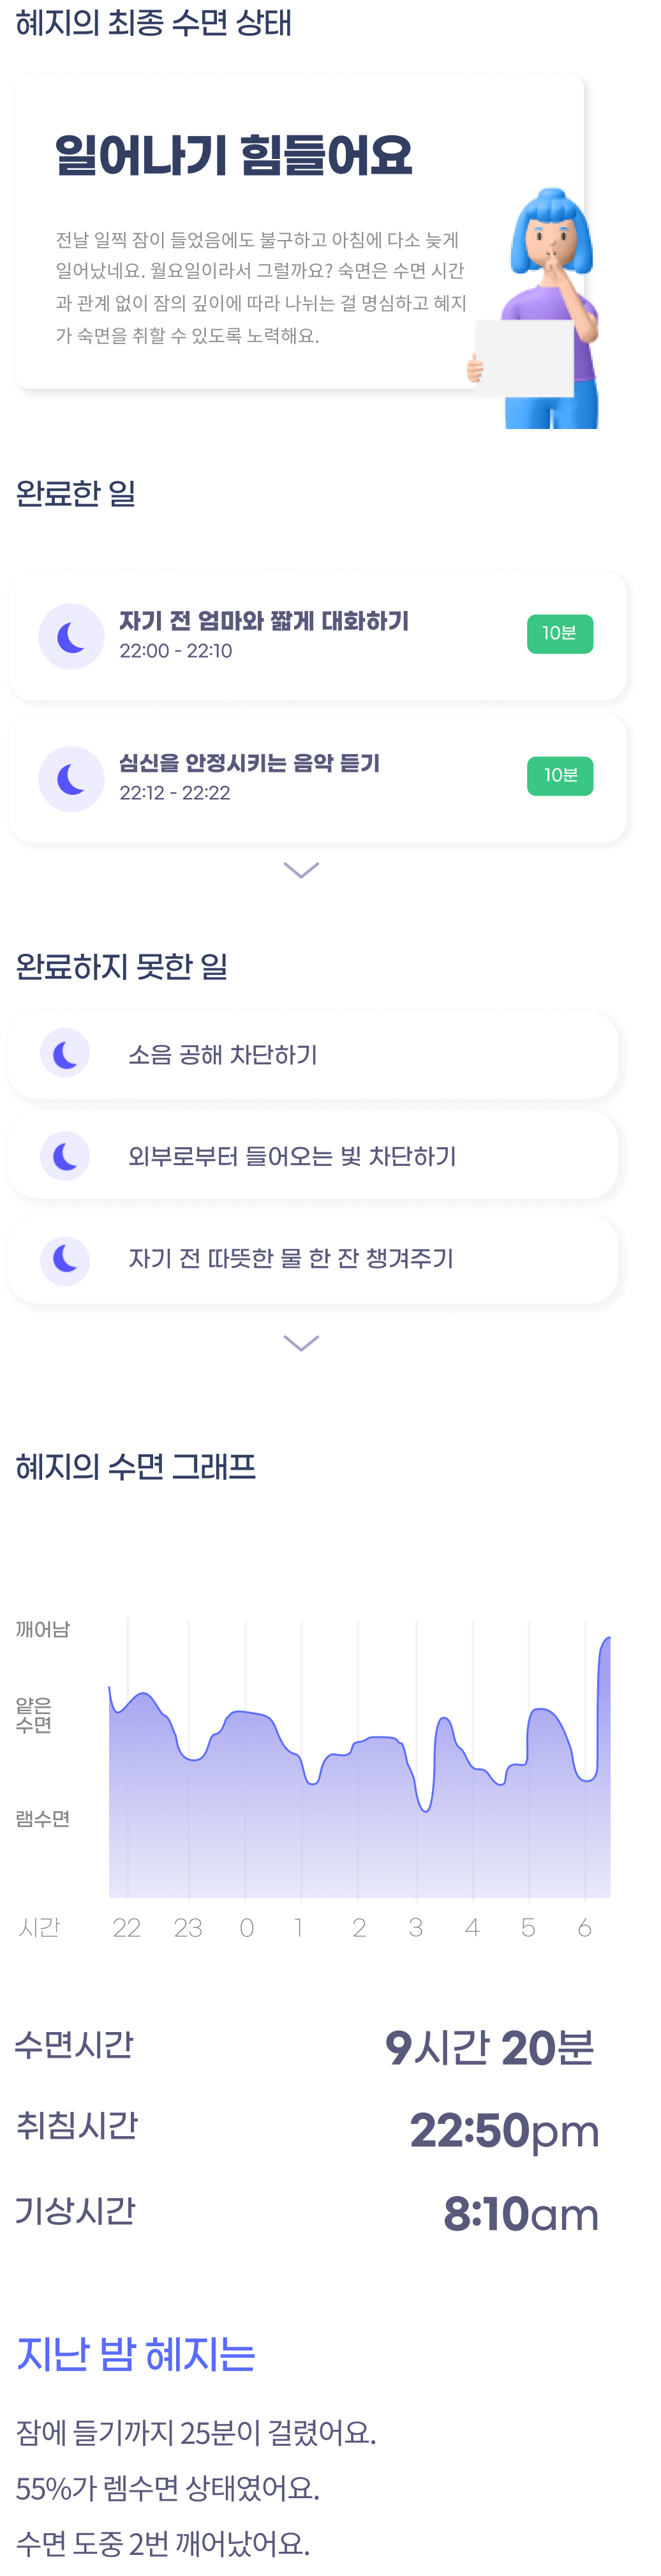 혜지의 최종 수면 상태
일어나기 힘들어요
전날 일찍 잠이 들었음에도 불구하고 아침에 다소 늦게
일어났네요. 월요일이라서 그럴까요? 숙면은 수면 시간
과 관계 없이 잠의 깊이에 따라 나뉘는 걸 명심하고 혜지
가 숙면을 취할 수 있도록 노력해요.
완료한 일
자기 전 엄마와 짧게 대화하기
22:00 - 22:10
10분
심신을 안정시키는 음악 듣기
22:12 - 22:22
10분
완료하지 못한 일
소음 공해 차단하기
외부로부터 들어오는 빛 차단하기
자기 전 따뜻한 물 한 잔 챙겨주기
혜지의 수면 그래프
깨어남
얕은
수면
램수면
시간 22 23 0 1 2 3 4 5 6
수면시간 9시간 20분
취침시간 22:50pm
기상시간 8:10am
지난 밤 혜지는
잠에 들기까지 25분이 걸렸어요.
55%가 렘수면 상태였어요.
수면 도중 2번 깨어났어요.